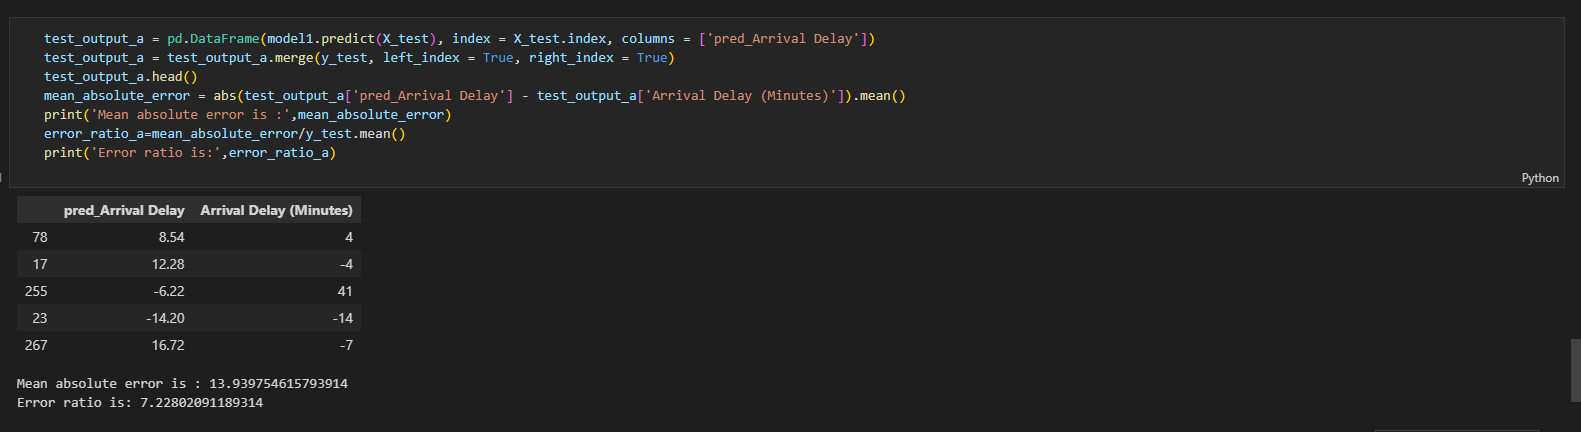 test_output_a = pd.DataFrame(model1.predict(X_test), index = X_test.index, columns = ['pred_Arrival Delay'])
test_output_a = test_output_a.merge(y_test, left_index = True, right_index = True)
test_output_a.head()
mean_absolute_error = abs(test_output_a['pred_Arrival Delay'] - test_output_a['Arrival Delay (Minutes)']).mean()
print('Mean absolute error is :',mean_absolute_error)
error_ratio_a=mean_absolute_error/y_test.mean()
print('Error ratio is:',error_ratio_a)
Python
pred_Arrival Delay Arrival Delay (Minutes)
78 8.54 4
17 12.28 -4
255 -6.22 41
23 -14.20 -14
267 16.72 -7
Mean absolute error is : 13.939754615793914
Error ratio is: 7.22802091189314